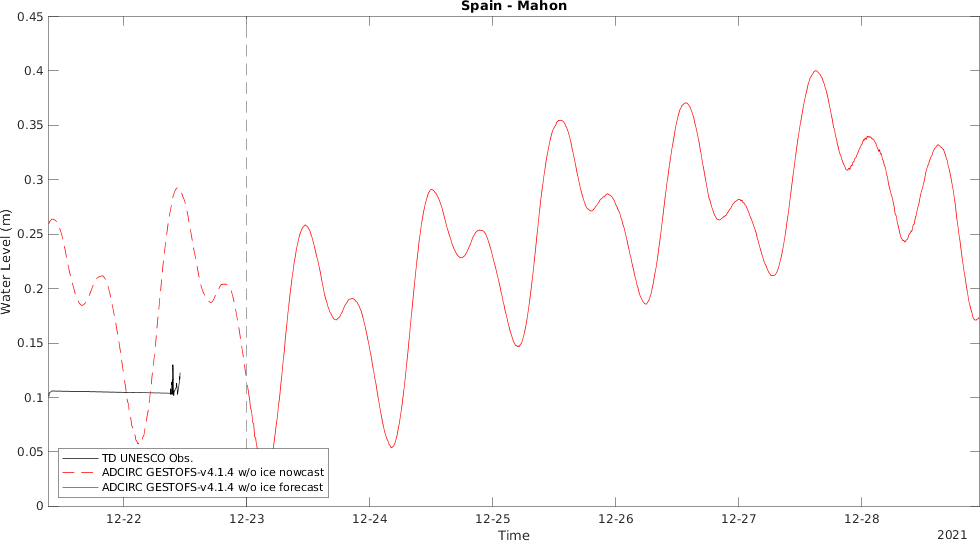 Spain - Mahon
0.45
0.4
0.35
0.3
0.25
0.2
0.15
0.1
0.05
0
Water Level (m)
TD UNESCO Obs.
ADCIRC GESTOFS-v4.1.4 w/o ice nowcast
ADCIRC GESTOFS-v4.1.4 w/o ice forecast
12-22 12-23 12-24 12-25 12-26 12-27 12-28
Time
2021